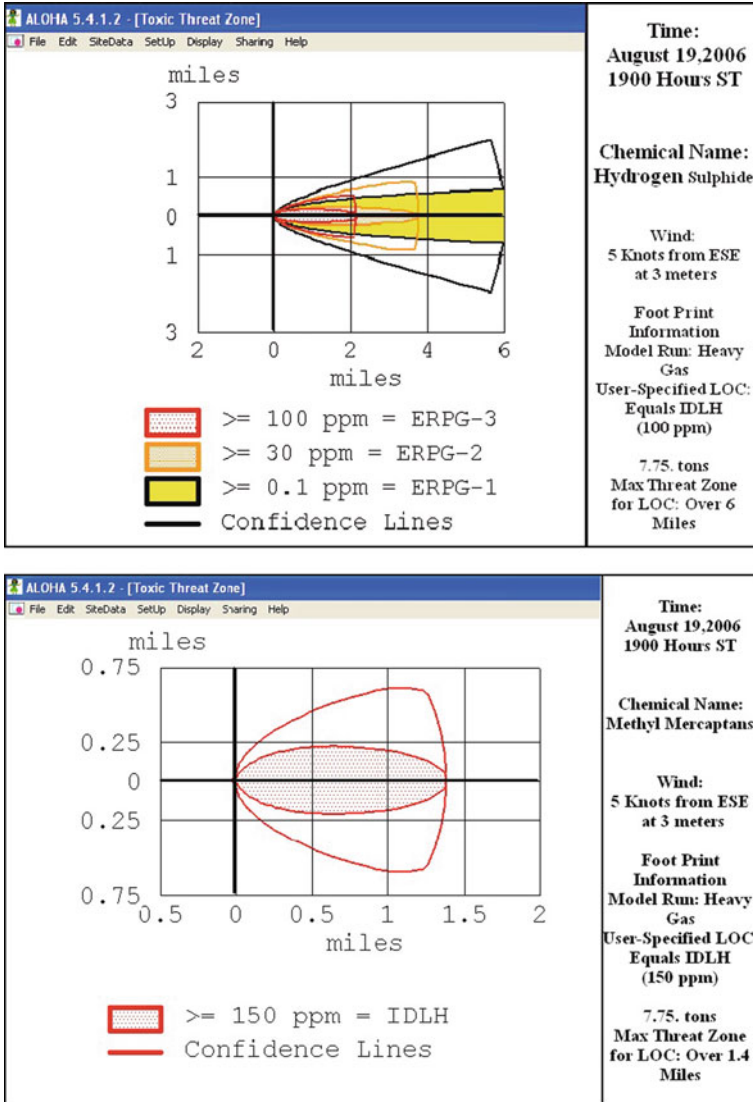 ALOHA 5.4.1.2 - [Toxic Threat Zone]
File Edit SiteData SetUp Display Sharing Help
miles
3
1
0
1
3
2 0 2 4 6
miles
>= 100 ppm = ERPG-3
>= 30 ppm = ERPG-2
>= 0.1 ppm = ERPG-1
Confidence Lines
Time:
August 19,2006
1900 Hours ST
Chemical Name:
Hydrogen Sulphide
Wind:
5 Knots from ESE
at 3 meters
Foot Print
Information
Model Run: Heavy
Gas
User-Specified LOC:
Equals IDLH
(100 ppm)
7.75. tons
Max Threat Zone
for LOC: Over 6
Miles
ALOHA 5.4.1.2 - [Toxic Threat Zone]
File Edit SiteData SetUp Display Sharing Help
miles
0.75
0.25
0
0.25
0.75
0.5 0 0.5 1 1.5 2
miles
>= 150 ppm = IDLH
Confidence Lines
Time:
August 19,2006
1900 Hours ST
Chemical Name:
Methyl Mercaptans
Wind:
5 Knots from ESE
at 3 meters
Foot Print
Information
Model Run: Heavy
Gas
User-Specified LOC
Equals IDLH
(150 ppm)
7.75. tons
Max Threat Zone
for LOC: Over 1.4
Miles